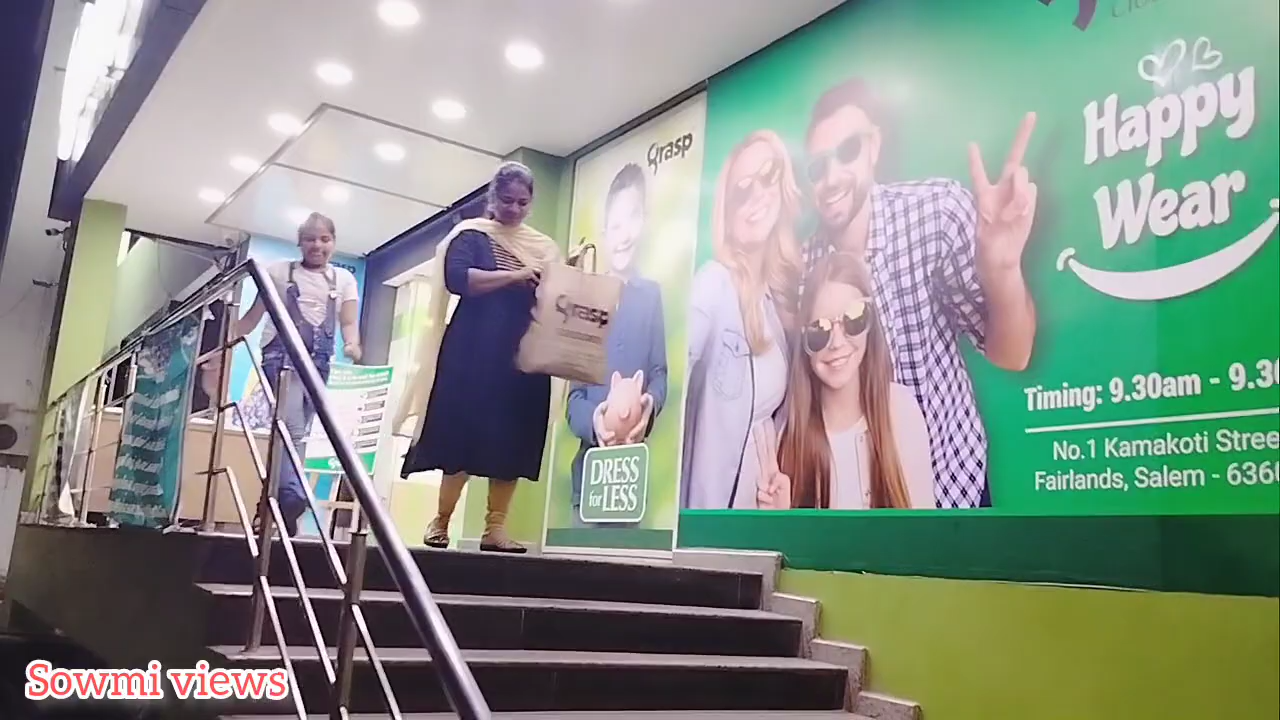 Grasp
Grasp
DRESS
for LESS
Happy
Wear
Timing: 9.30am - 9.30
No.1 Kamakoti Stree
Fairlands, Salem - 636
Sowmi views